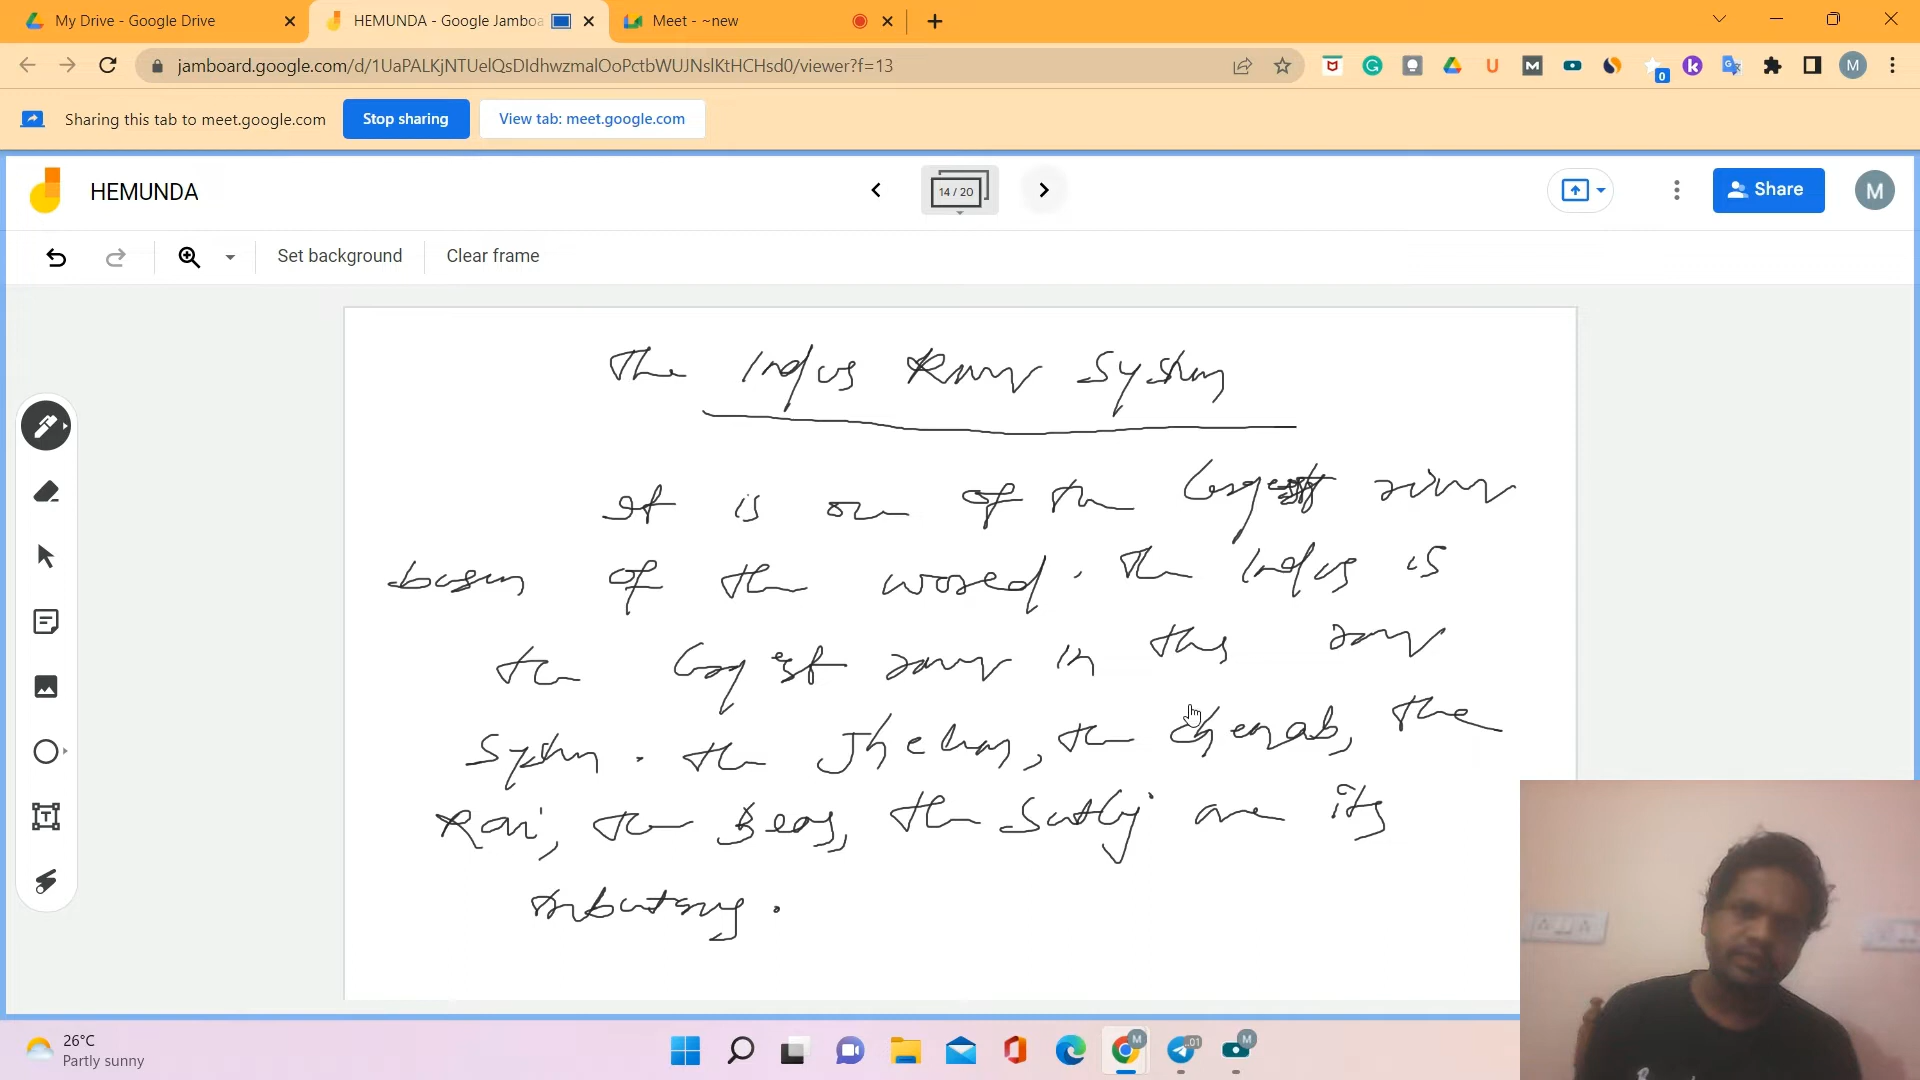 My Drive - Google Drive
HEMUNDA - Google Jamboa
Meet - ~new
jamboard.google.com/d/1UaPALKjNTUelQsDIdhwzmalOoPctbWUJNslKtHCHsd0/viewer?f=13
0
M
Sharing this tab to meet.google.com
Stop sharing
View tab: meet.google.com
HEMUNDA
14 / 20
Share
M
Set background
Clear frame
The Indus River System
It is one of the largest river
basin of the world. The Indus is
the largest river in this river
System. the Jhelum, the Chenab, the
Ravi, the Beas, the Sutlej are its
tributary.
26°C
Partly sunny
M
.01
M